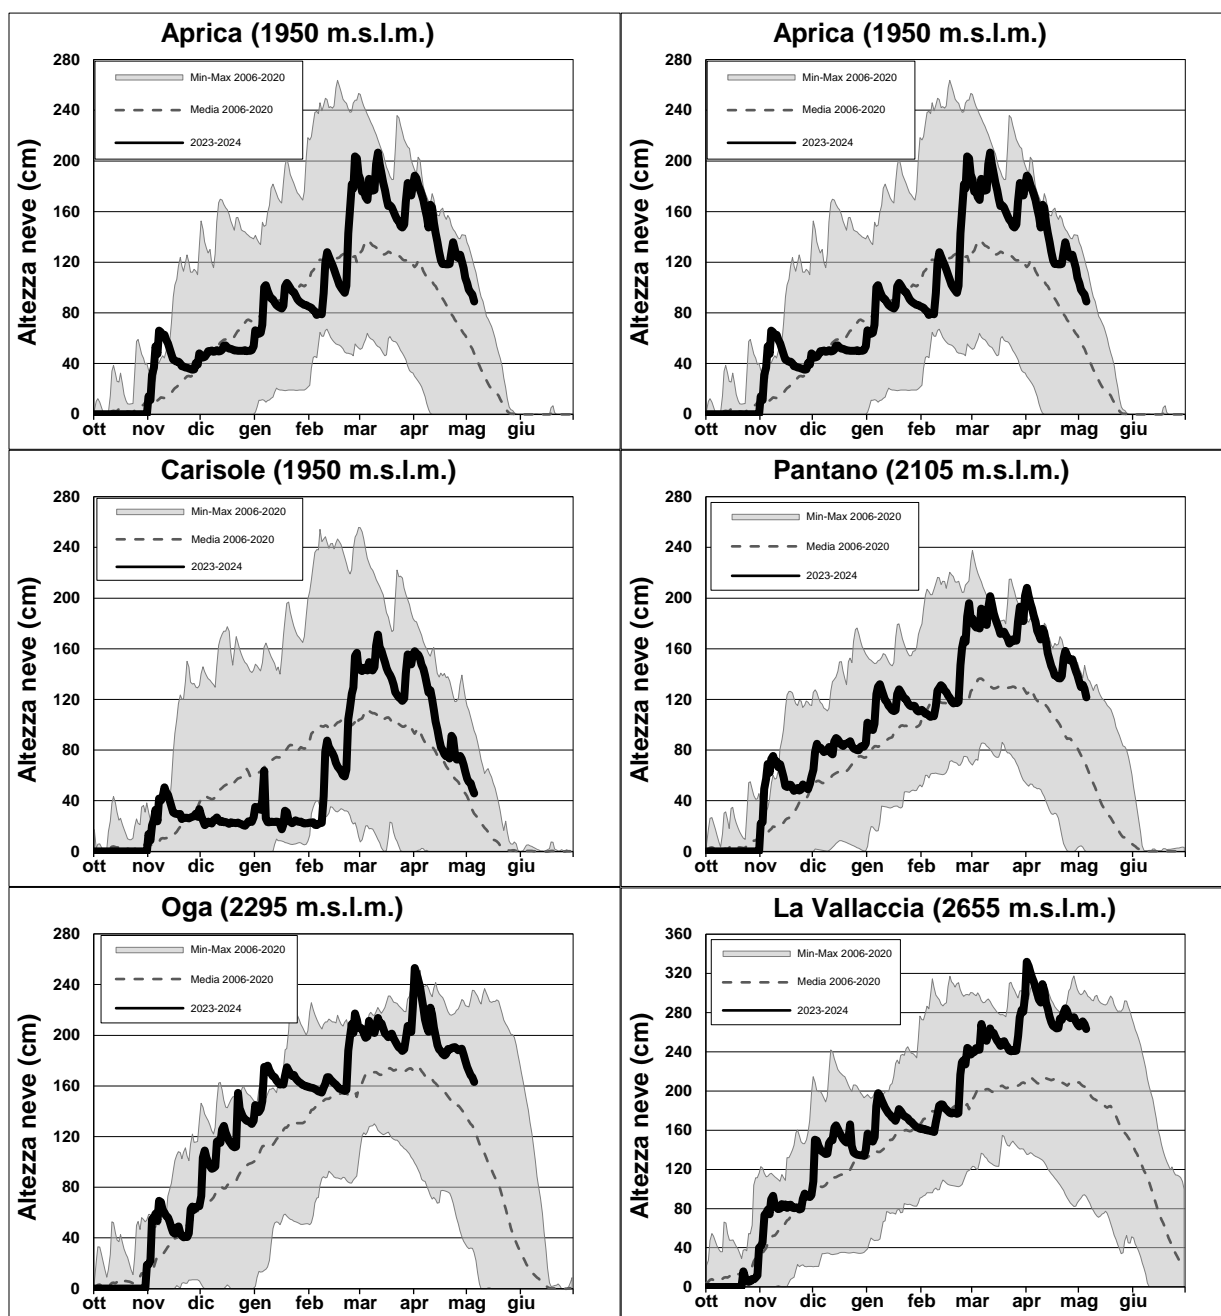 Aprica (1950 m.s.l.m.)
Altezza neve (cm)
280
240
200
160
120
80
40
0
Min-Max 2006-2020
Media 2006-2020
2023-2024
ott nov dic gen feb mar apr mag giu
Aprica (1950 m.s.l.m.)
Altezza neve (cm)
280
240
200
160
120
80
40
0
Min-Max 2006-2020
Media 2006-2020
2023-2024
ott nov dic gen feb mar apr mag giu
Carisole (1950 m.s.l.m.)
Altezza neve (cm)
280
240
200
160
120
80
40
0
Min-Max 2006-2020
Media 2006-2020
2023-2024
ott nov dic gen feb mar apr mag giu
Pantano (2105 m.s.l.m.)
Altezza neve (cm)
280
240
200
160
120
80
40
0
Min-Max 2006-2020
Media 2006-2020
2023-2024
ott nov dic gen feb mar apr mag giu
Oga (2295 m.s.l.m.)
Altezza neve (cm)
280
240
200
160
120
80
40
0
Min-Max 2006-2020
Media 2006-2020
2023-2024
ott nov dic gen feb mar apr mag giu
La Vallaccia (2655 m.s.l.m.)
Altezza neve (cm)
360
320
280
240
200
160
120
80
40
0
Min-Max 2006-2020
Media 2006-2020
2023-2024
ott nov dic gen feb mar apr mag giu